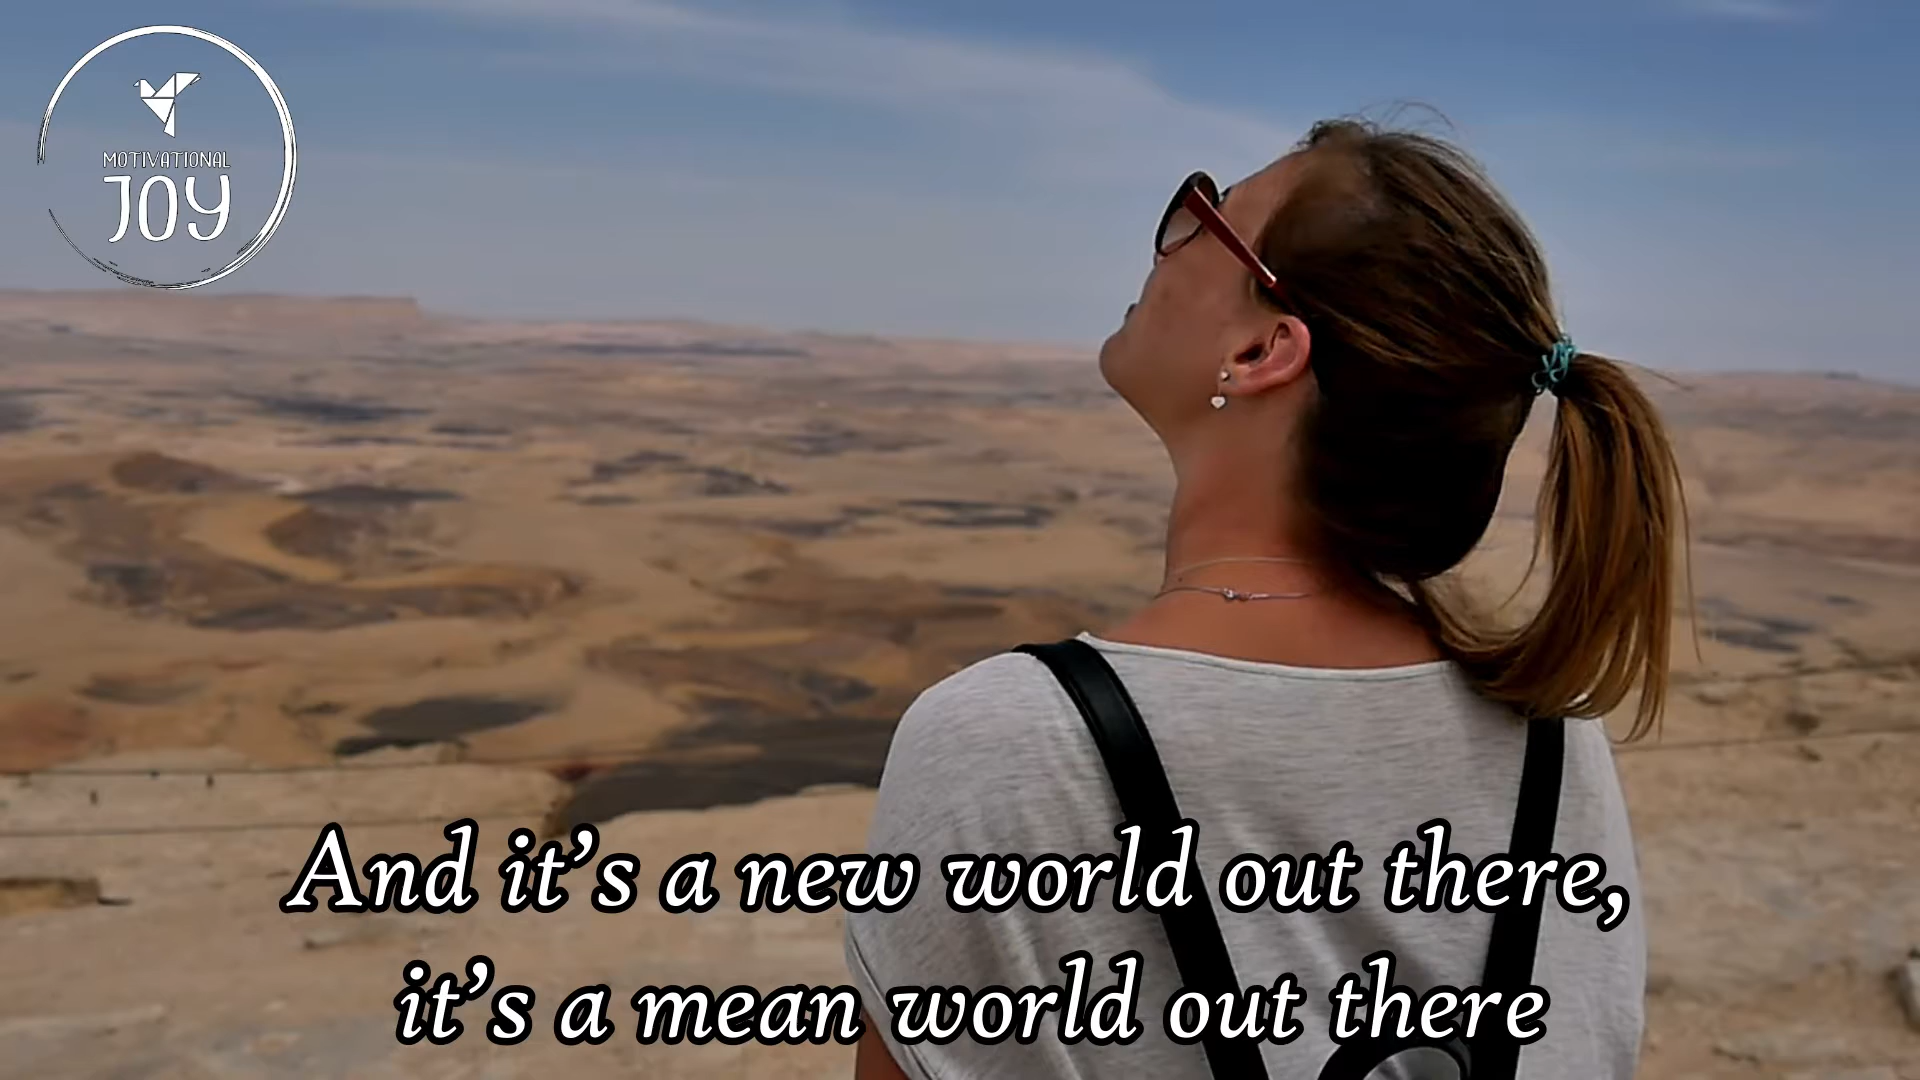 MOTIVATIONAL
JOY
And it's a new world out there,
it's a mean world out there